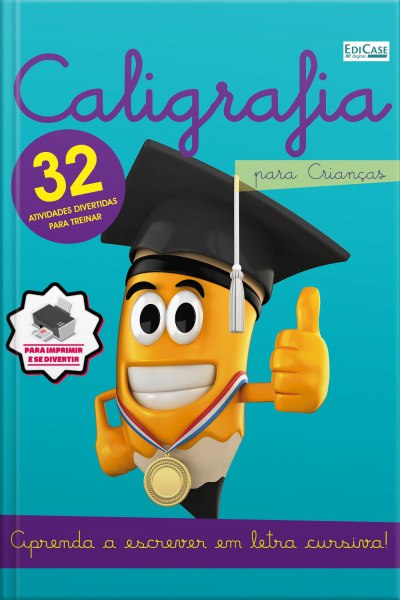 EDICASE
digital
Caligrafia
para Crianças
32
ATIVIDADES DIVERTIDAS
PARA TREINAR
PARA IMPRIMIR
E SE DIVERTIR
Aprenda a escrever em letra cursiva!